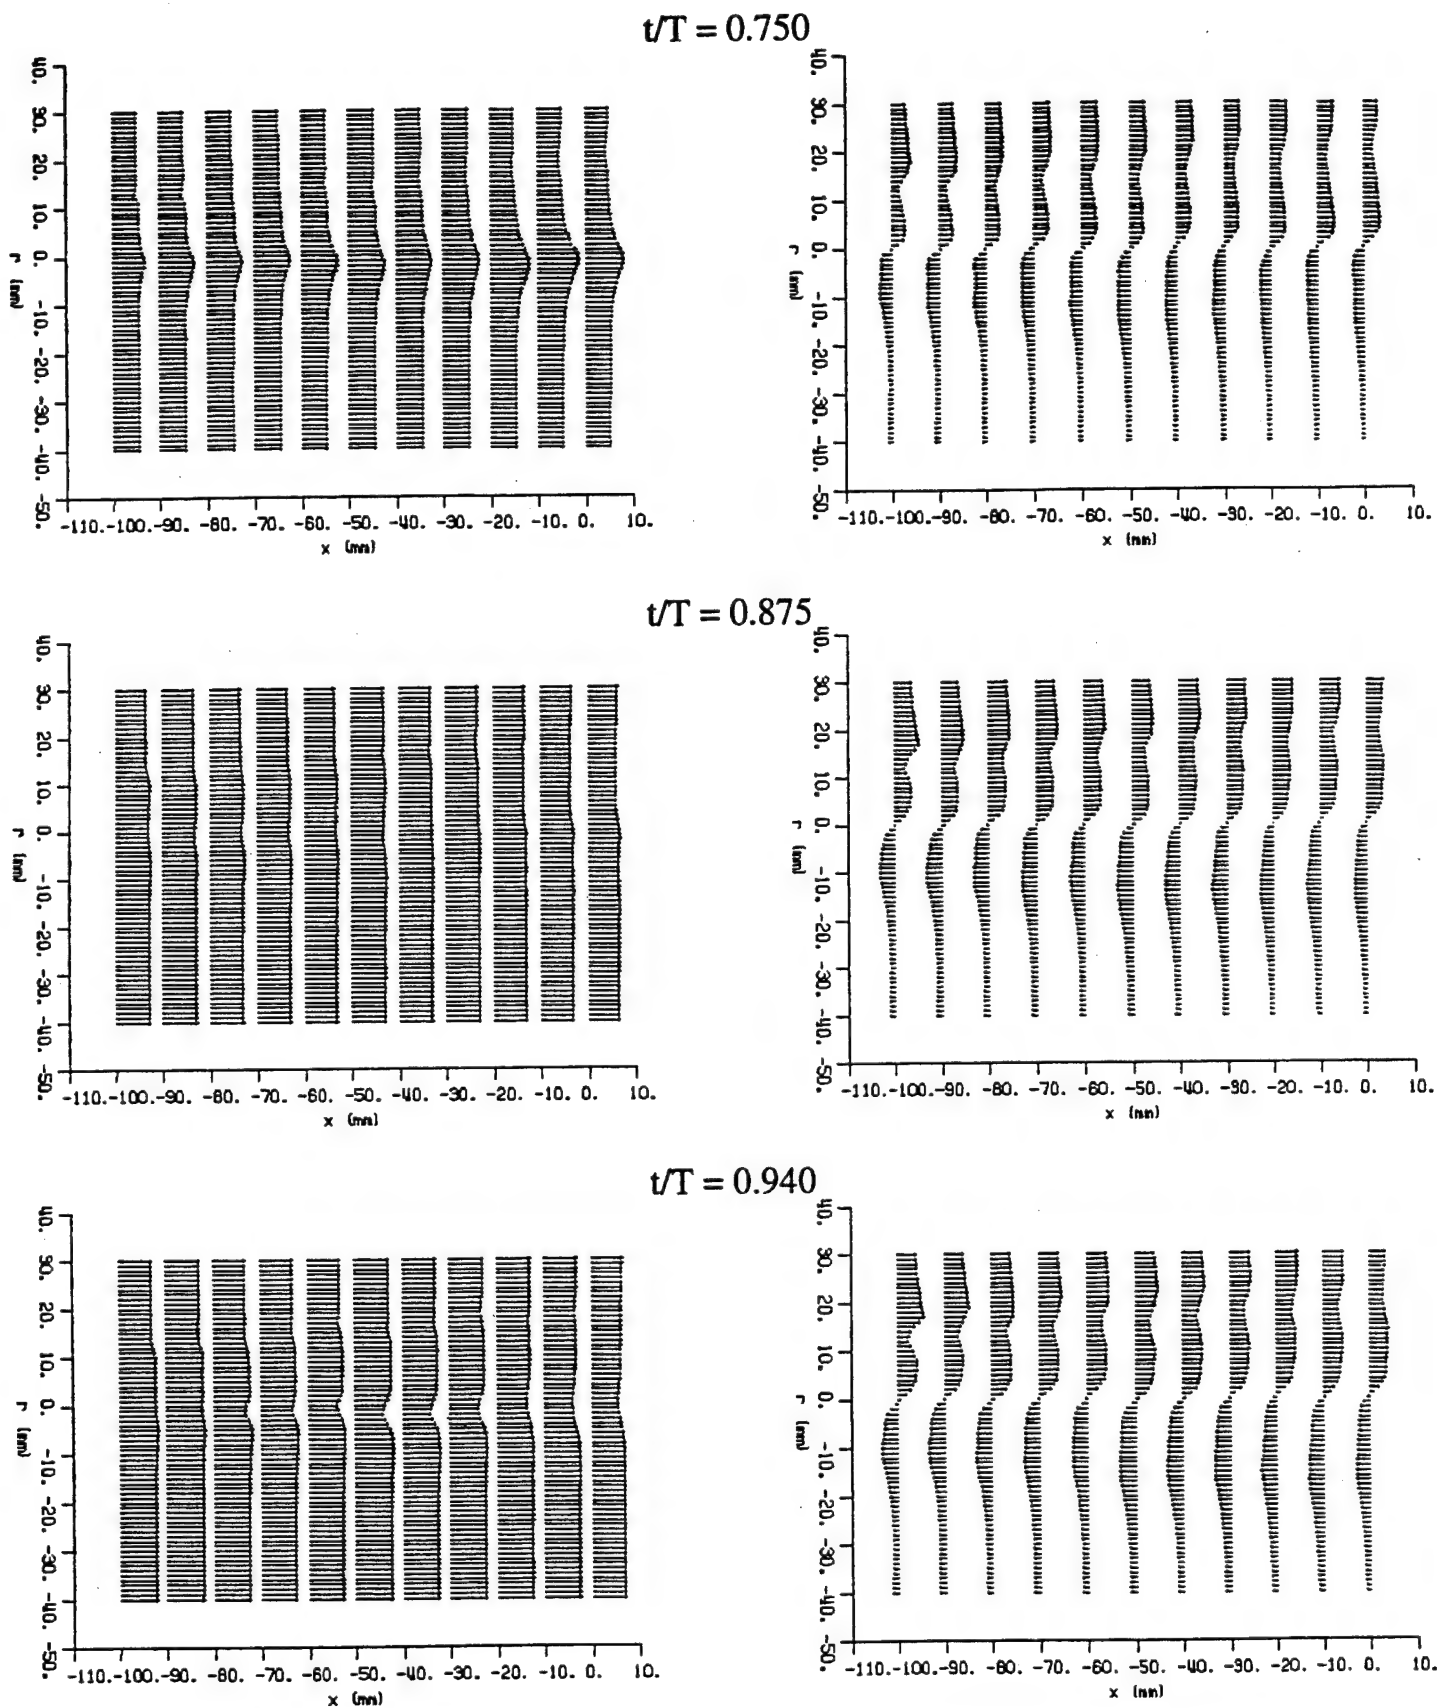 t/T = 0.750
40. 30. 20. 10. 0. -10. -20. -30. -40. -50.
r (mm)
-110. -100. -90. -80. -70. -60. -50. -40. -30. -20. -10. 0. 10.
x (mm)
40. 30. 20. 10. 0. -10. -20. -30. -40. -50.
r (mm)
-110. -100. -90. -80. -70. -60. -50. -40. -30. -20. -10. 0. 10.
x (mm)
t/T = 0.875
40. 30. 20. 10. 0. -10. -20. -30. -40. -50.
r (mm)
-110. -100. -90. -80. -70. -60. -50. -40. -30. -20. -10. 0. 10.
x (mm)
40. 30. 20. 10. 0. -10. -20. -30. -40. -50.
r (mm)
-110. -100. -90. -80. -70. -60. -50. -40. -30. -20. -10. 0. 10.
x (mm)
t/T = 0.940
40. 30. 20. 10. 0. -10. -20. -30. -40. -50.
r (mm)
-110. -100. -90. -80. -70. -60. -50. -40. -30. -20. -10. 0. 10.
x (mm)
40. 30. 20. 10. 0. -10. -20. -30. -40. -50.
r (mm)
-110. -100. -90. -80. -70. -60. -50. -40. -30. -20. -10. 0. 10.
x (mm)